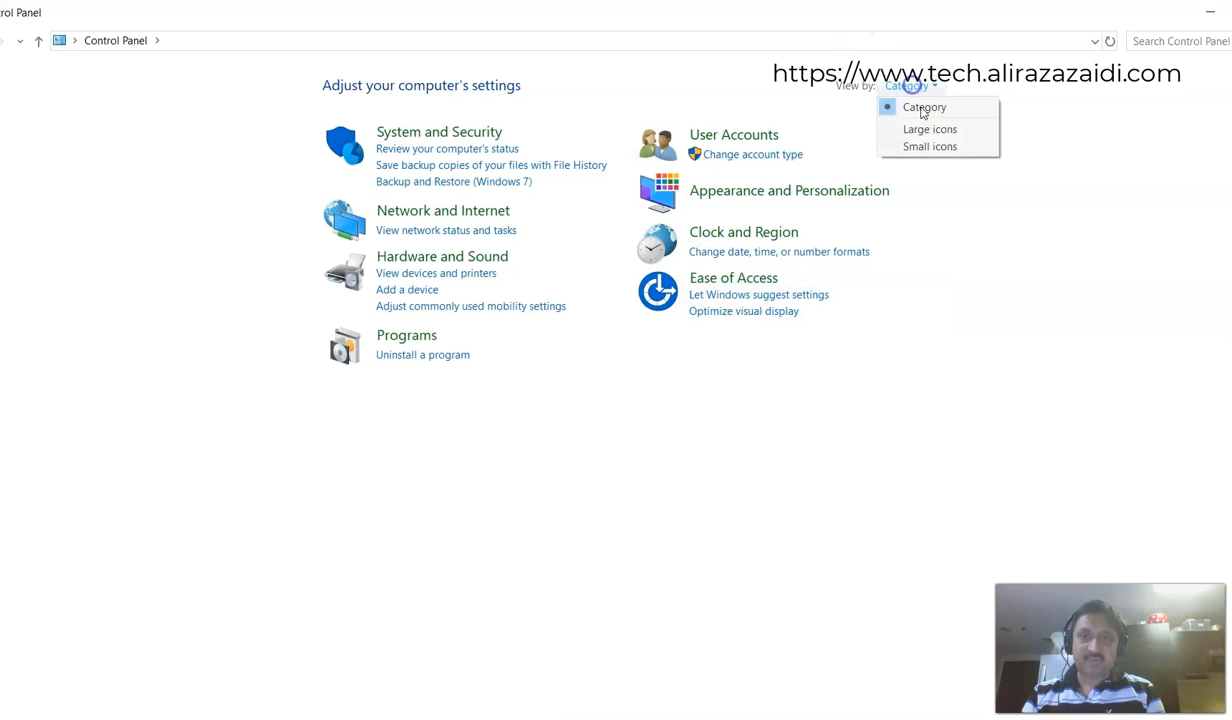 rol Panel
Control Panel
Search Control Panel
https://www.tech.alirazazaidi.com
Adjust your computer's settings
View by: Category
Category
Large icons
Small icons
System and Security
Review your computer's status
Save backup copies of your files with File History
Backup and Restore (Windows 7)
Network and Internet
View network status and tasks
Hardware and Sound
View devices and printers
Add a device
Adjust commonly used mobility settings
Programs
Uninstall a program
User Accounts
Change account type
Appearance and Personalization
Clock and Region
Change date, time, or number formats
Ease of Access
Let Windows suggest settings
Optimize visual display